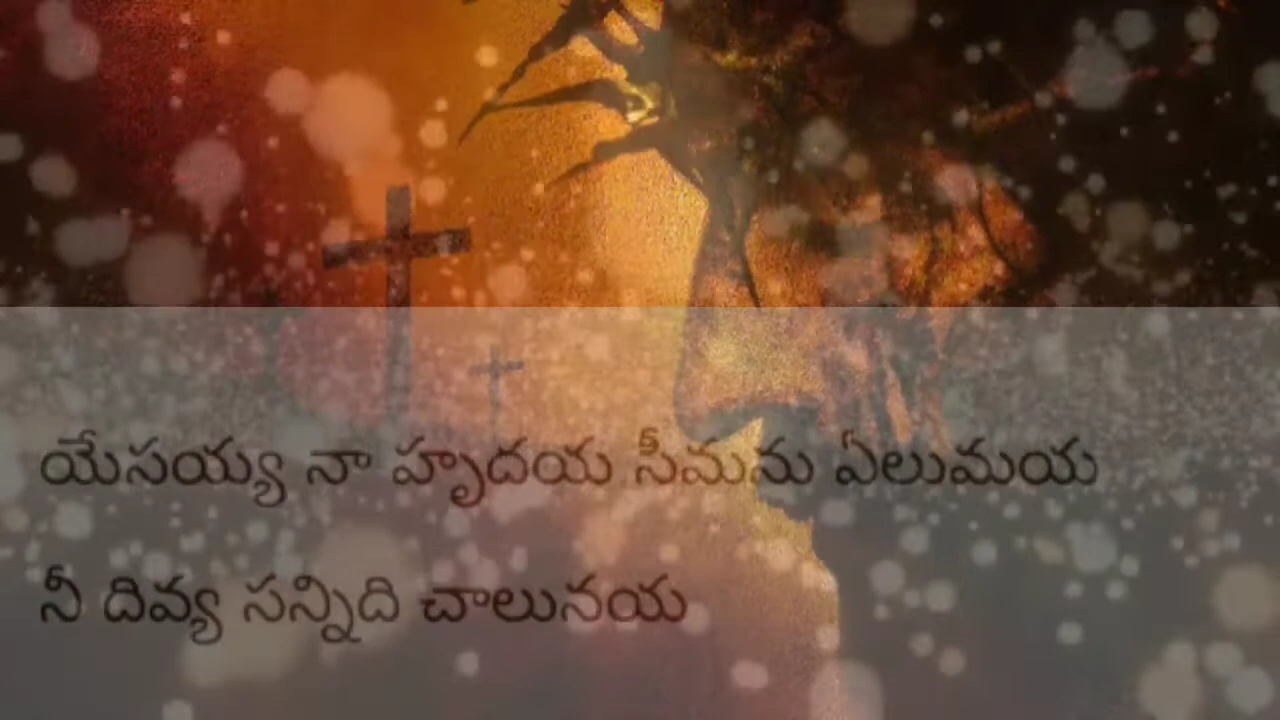 యేసయ్య నా హృదయ సీమను ఏలుమయ
నీ దివ్య సన్నిది చాలునయ